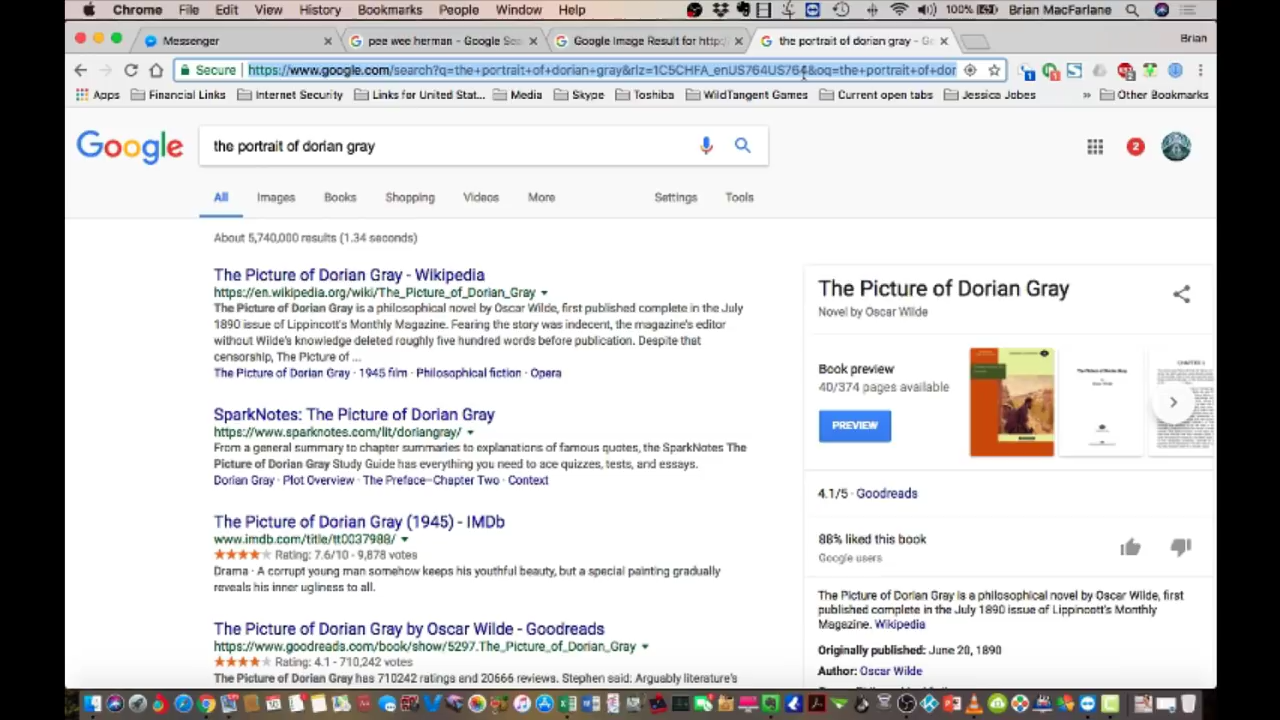 Chrome File Edit View History Bookmarks People Window Help 100% Brian MacFarlane
Messenger
pee wee herman - Google Sea
Google Image Result for http:/
the portrait of dorian gray - Go
Brian
Secure https://www.google.com/search?q=the+portrait+of+dorian+gray&rlz=1C5CHFA_enUS764US764&oq=the+portrait+of+dor
Apps Financial Links Internet Security Links for United Stat... Media Skype Toshiba WildTangent Games Current open tabs Jessica Jobes » Other Bookmarks
Google
the portrait of dorian gray
2
All Images Books Shopping Videos More Settings Tools
About 5,740,000 results (1.34 seconds)
The Picture of Dorian Gray - Wikipedia
https://en.wikipedia.org/wiki/The_Picture_of_Dorian_Gray
The Picture of Dorian Gray is a philosophical novel by Oscar Wilde, first published complete in the July
1890 issue of Lippincott's Monthly Magazine. Fearing the story was indecent, the magazine's editor
without Wilde's knowledge deleted roughly five hundred words before publication. Despite that
censorship, The Picture of ...
The Picture of Dorian Gray · 1945 film · Philosophical fiction · Opera
SparkNotes: The Picture of Dorian Gray
https://www.sparknotes.com/lit/doriangray/
From a general summary to chapter summaries to explanations of famous quotes, the SparkNotes The
Picture of Dorian Gray Study Guide has everything you need to ace quizzes, tests, and essays.
Dorian Gray · Plot Overview · The Preface–Chapter Two · Context
The Picture of Dorian Gray (1945) - IMDb
www.imdb.com/title/tt0037988/
Rating: 7.6/10 - 9,878 votes
Drama · A corrupt young man somehow keeps his youthful beauty, but a special painting gradually
reveals his inner ugliness to all.
The Picture of Dorian Gray by Oscar Wilde - Goodreads
https://www.goodreads.com/book/show/5297.The_Picture_of_Dorian_Gray
Rating: 4.1 - 710,242 votes
The Picture of Dorian Gray has 710242 ratings and 20666 reviews. Stephen said: Arguably literature's
The Picture of Dorian Gray
Novel by Oscar Wilde
Book preview
40/374 pages available
PREVIEW
4.1/5 · Goodreads
88% liked this book
Google users
The Picture of Dorian Gray is a philosophical novel by Oscar Wilde, first
published complete in the July 1890 issue of Lippincott's Monthly
Magazine. Wikipedia
Originally published: June 20, 1890
Author: Oscar Wilde